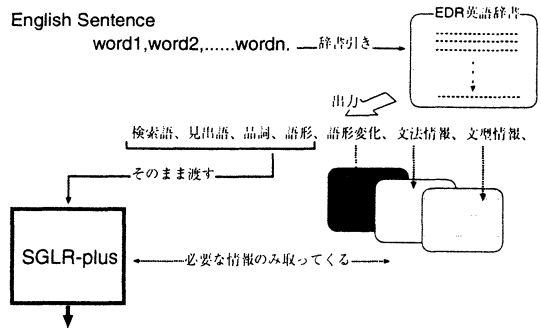 English Sentence
word1,word2,......wordn.
辞書引き
EDR英語辞書
出力
検索語、見出語、品詞、語形、語形変化、文法情報、文型情報、
そのまま渡す
SGLR-plus
必要な情報のみ取ってくる